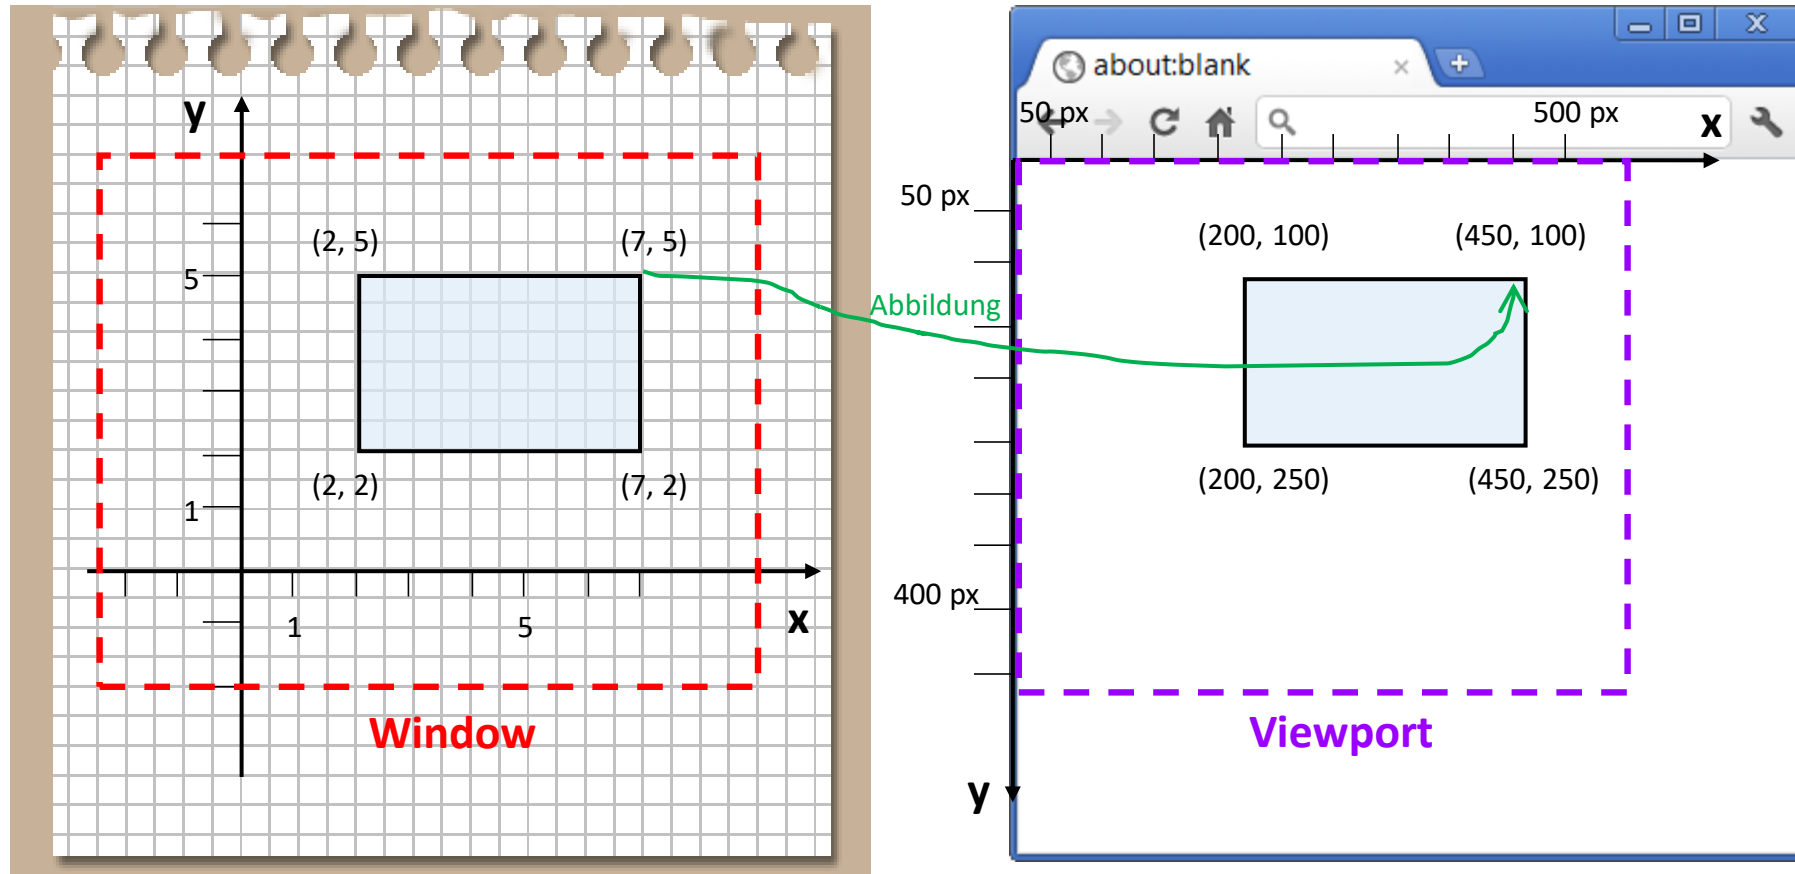 y
(2, 5)
(7, 5)
5
(2, 2)
(7, 2)
1
1
5
x
Window
Abbildung
about:blank
50 px
500 px
x
50 px
(200, 100)
(450, 100)
(200, 250)
(450, 250)
400 px
Viewport
y